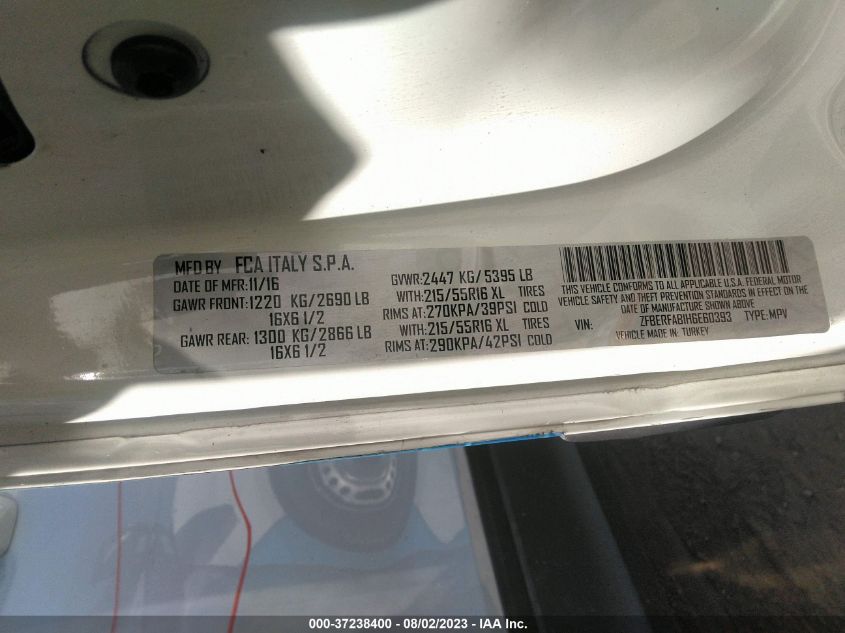 MFD BY FCA ITALY S.P.A.
DATE OF MFR: 11/16
GAWR FRONT: 1220 KG/2690 LB
16X6 1/2
GAWR REAR: 1300 KG/2866 LB
16X6 1/2
GVWR: 2447 KG/5395 LB
WITH: 215/55R16 XL TIRES
RIMS AT: 270KPA/39PSI COLD
WITH: 215/55R16 XL TIRES
RIMS AT: 290KPA/42PSI COLD
THIS VEHICLE CONFORMS TO ALL APPLICABLE U.S.A. FEDERAL MOTOR
VEHICLE SAFETY AND THEFT PREVENTION STANDARDS IN EFFECT ON THE
DATE OF MANUFACTURE SHOWN ABOVE
VIN: ZFBERFAB1H6E60393 TYPE: MPV
VEHICLE MADE IN: TURKEY
000-37238400 - 08/02/2023 - IAA Inc.